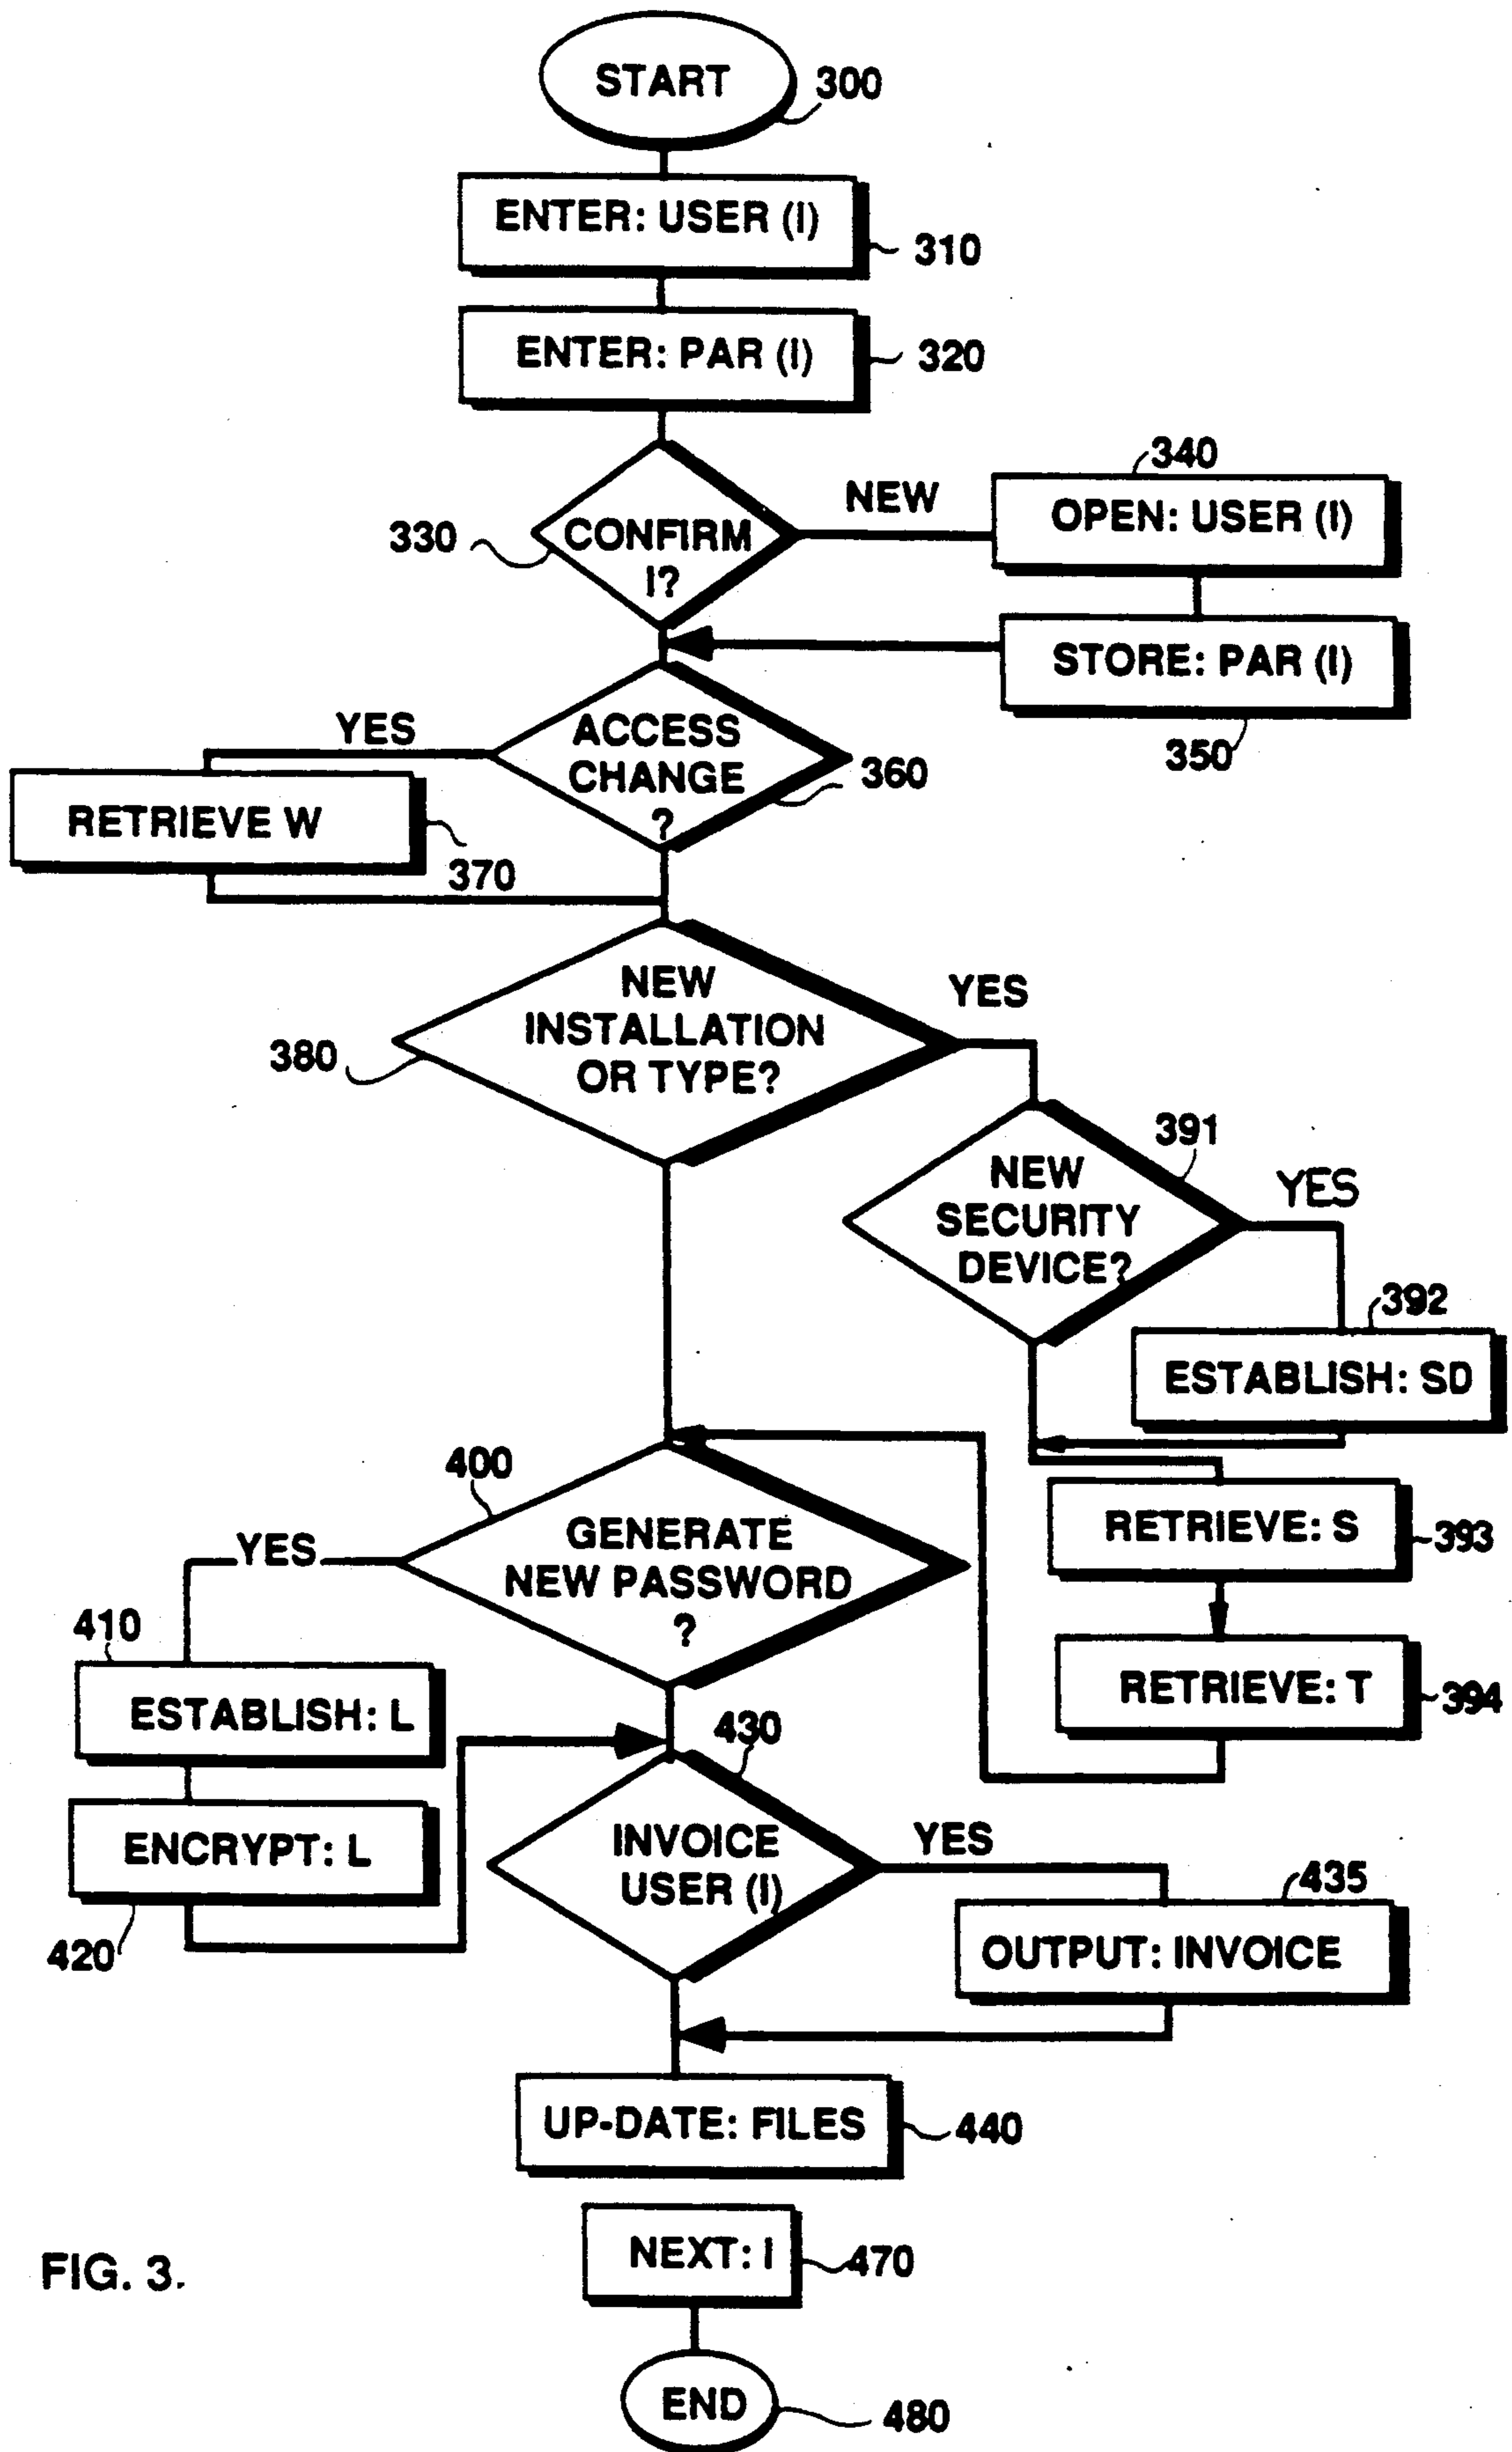 START
300
ENTER: USER (I)
310
ENTER: PAR (I)
320
340
NEW
OPEN: USER (I)
330
CONFIRM
I?
STORE: PAR (I)
350
YES
ACCESS
CHANGE
?
360
RETRIEVE W
370
NEW
INSTALLATION
OR TYPE?
YES
380
391
NEW
SECURITY
DEVICE?
YES
392
ESTABLISH: SD
400
GENERATE
NEW PASSWORD
?
YES
RETRIEVE: S
393
410
ESTABLISH: L
RETRIEVE: T
394
430
ENCRYPT: L
420
INVOICE
USER (I)
YES
435
OUTPUT: INVOICE
UP-DATE: FILES
440
NEXT: I
470
FIG. 3.
END
480